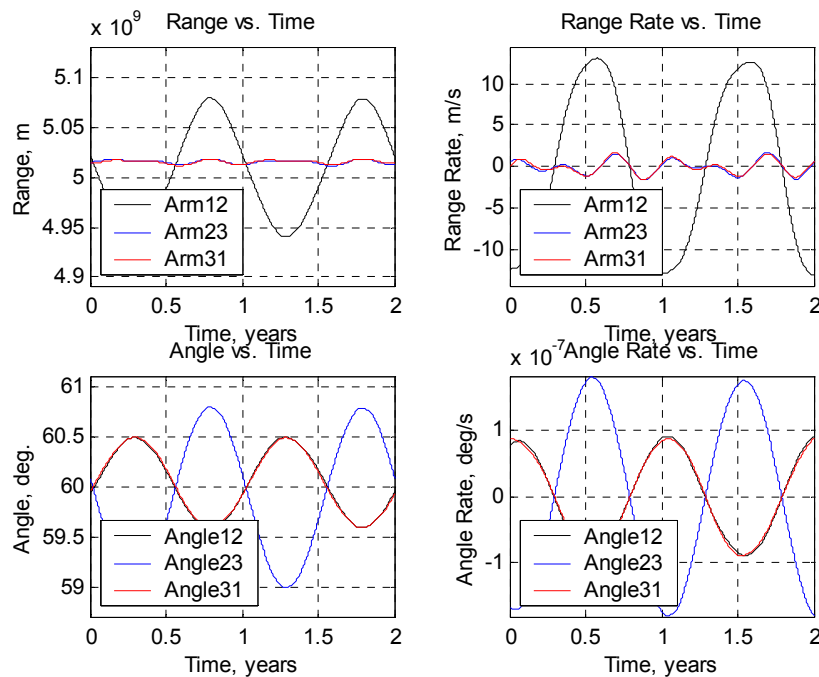 x 10^9
Range vs. Time
5.1
5.05
5
4.95
4.9
Range, m
Arm12
Arm23
Arm31
0 0.5 1 1.5 2
Time, years
Range Rate vs. Time
10
5
0
-5
-10
Range Rate, m/s
Arm12
Arm23
Arm31
0 0.5 1 1.5 2
Time, years
Angle vs. Time
61
60.5
60
59.5
59
Angle, deg.
Angle12
Angle23
Angle31
0 0.5 1 1.5 2
Time, years
x 10^-7
Angle Rate vs. Time
1
0
-1
Angle Rate, deg/s
Angle12
Angle23
Angle31
0 0.5 1 1.5 2
Time, years